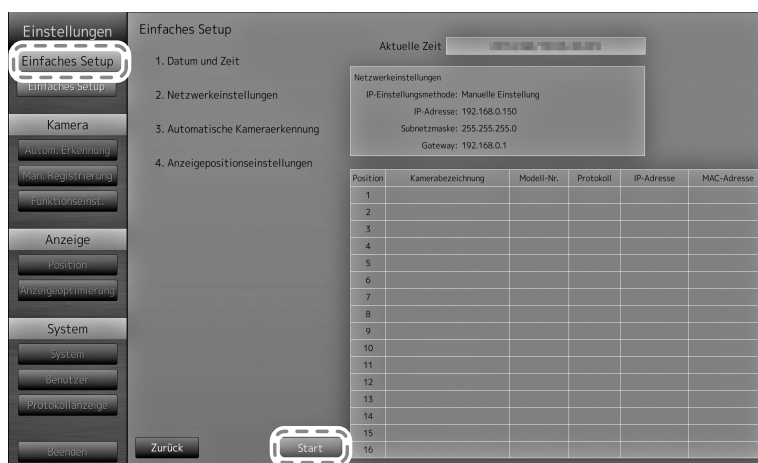 Einstellungen
Einfaches Setup
Einfaches Setup
Kamera
Autom. Erkennung
Man. Registrierung
Funktionseinst.
Anzeige
Position
Anzeigeoptimierung
System
System
Benutzer
Protokollanzeige
Beenden
Einfaches Setup
1. Datum und Zeit
2. Netzwerkeinstellungen
3. Automatische Kameraerkennung
4. Anzeigepositionseinstellungen
Zurück
Start
Aktuelle Zeit
Netzwerkeinstellungen
IP-Einstellungsmethode: Manuelle Einstellung
IP-Adresse: 192.168.0.150
Subnetzmaske: 255.255.255.0
Gateway: 192.168.0.1
Position Kamerabezeichnung Modell-Nr. Protokoll IP-Adresse MAC-Adresse
1
2
3
4
5
6
7
8
9
10
11
12
13
14
15
16